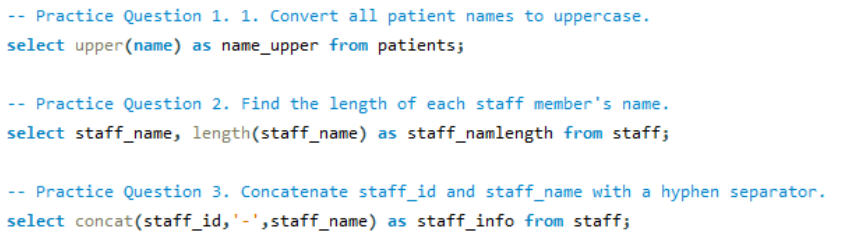 -- Practice Question 1. 1. Convert all patient names to uppercase.
select upper(name) as name_upper from patients;
-- Practice Question 2. Find the length of each staff member's name.
select staff_name, length(staff_name) as staff_namlength from staff;
-- Practice Question 3. Concatenate staff_id and staff_name with a hyphen separator.
select concat(staff_id,'-',staff_name) as staff_info from staff;